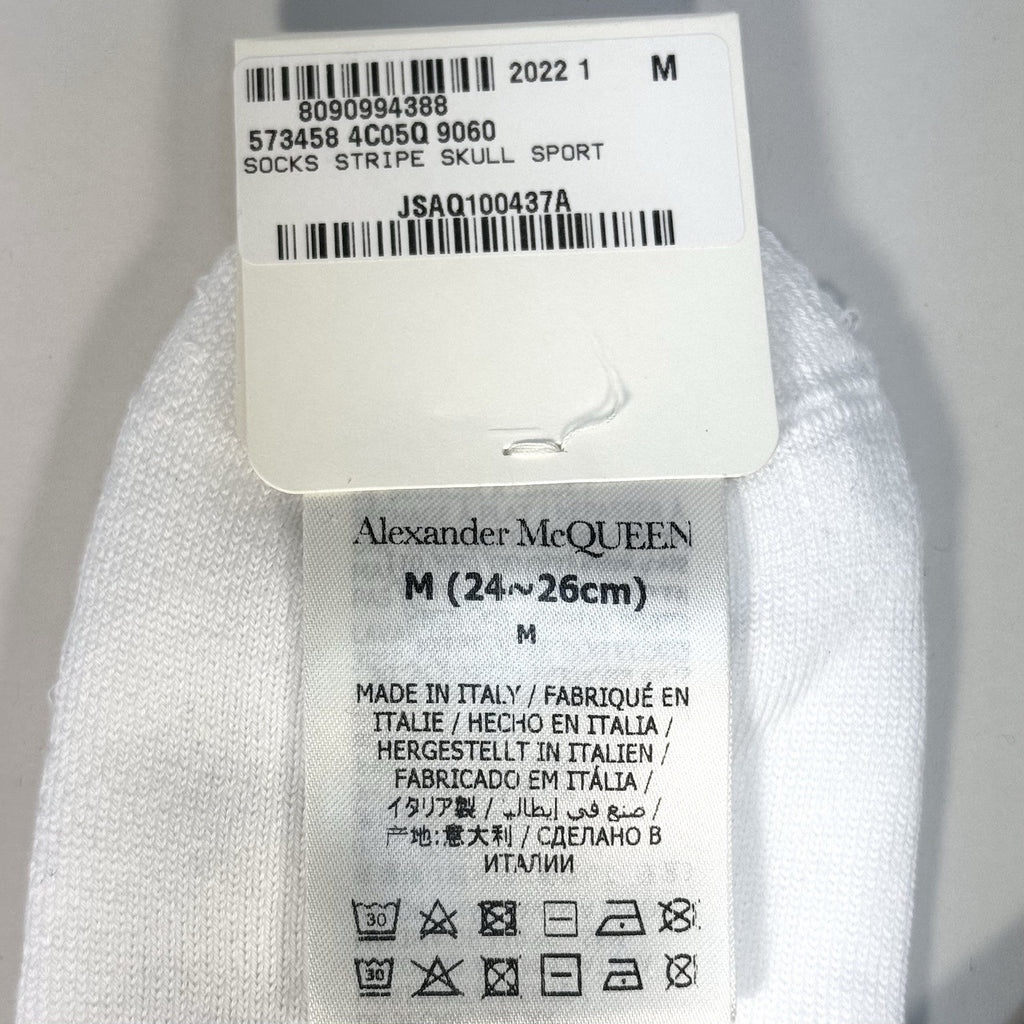 2022 1 M
8090994388
573458 4C05Q 9060
SOCKS STRIPE SKULL SPORT
JSAQ100437A
Alexander McQUEEN
M (24~26cm)
M
MADE IN ITALY / FABRIQUÉ EN
ITALIE / HECHO EN ITALIA /
HERGESTELLT IN ITALIEN /
FABRICADO EM ITÁLIA /
イタリア製 / صنع في إيطاليا /
产地:意大利 / СДЕЛАНО В
ИТАЛИИ
30
30